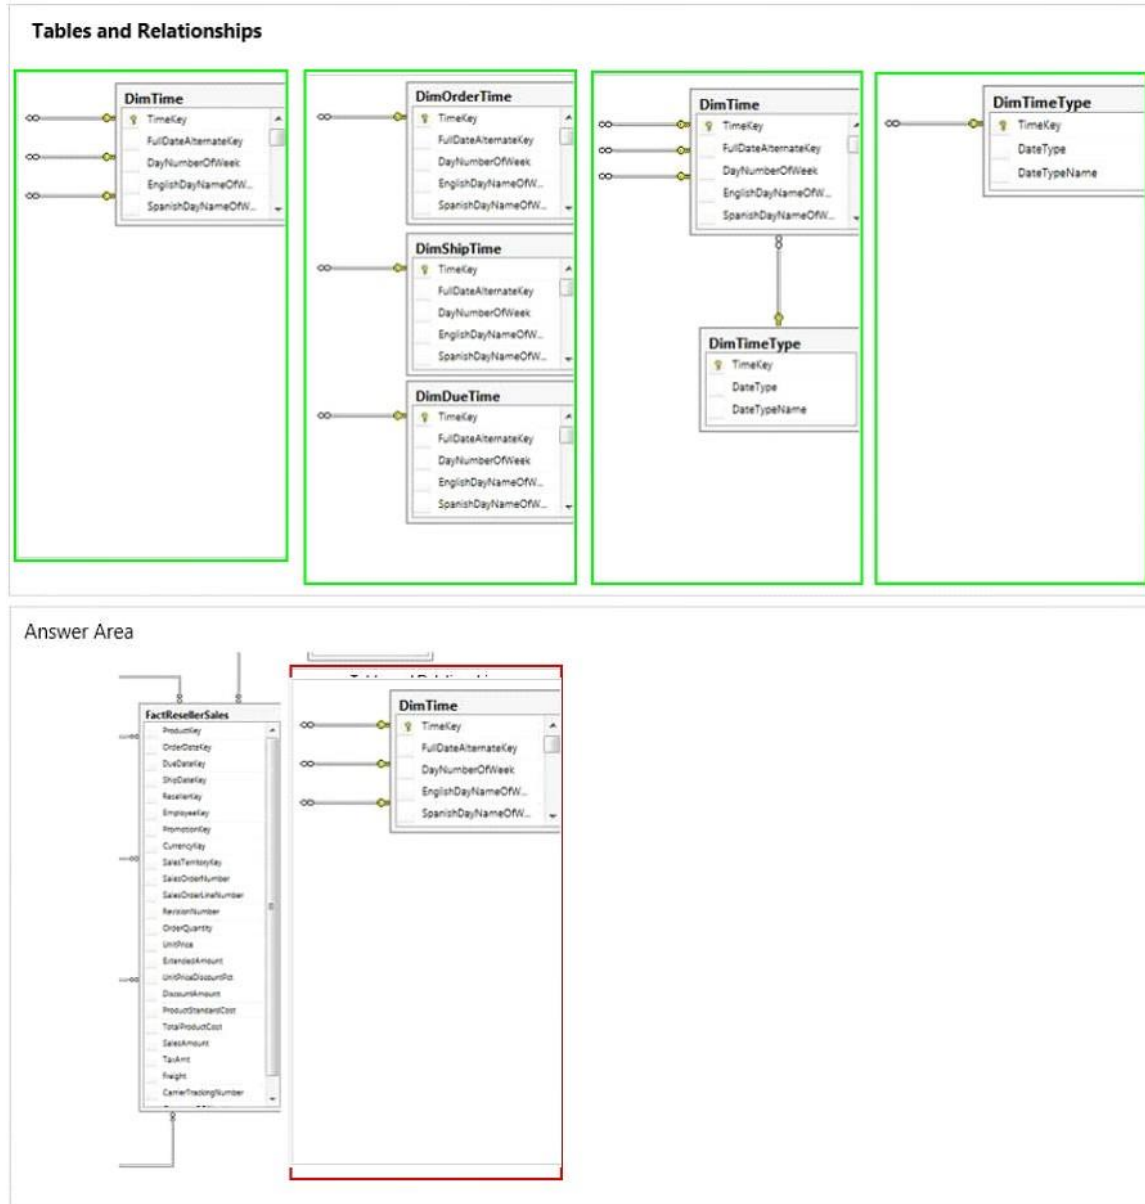 Tables and Relationships
DimTime
TimeKey
FullDateAlternateKey
DayNumberOfWeek
EnglishDayNameOfW...
SpanishDayNameOfW...
DimOrderTime
TimeKey
FullDateAlternateKey
DayNumberOfWeek
EnglishDayNameOfW...
SpanishDayNameOfW...
DimShipTime
TimeKey
FullDateAlternateKey
DayNumberOfWeek
EnglishDayNameOfW...
SpanishDayNameOfW...
DimDueTime
TimeKey
FullDateAlternateKey
DayNumberOfWeek
EnglishDayNameOfW...
SpanishDayNameOfW...
DimTime
TimeKey
FullDateAlternateKey
DayNumberOfWeek
EnglishDayNameOfW...
SpanishDayNameOfW...
DimTimeType
TimeKey
DateType
DateTypeName
DimTimeType
TimeKey
DateType
DateTypeName
Answer Area
FactResellerSales
ProductKey
OrderDateKey
DueDateKey
ShipDateKey
ResellerKey
EmployeeKey
PromotionKey
CurrencyKey
SalesTerritoryKey
SalesOrderNumber
SalesOrderLineNumber
RevisionNumber
OrderQuantity
UnitPrice
ExtendedAmount
UnitPriceDiscountPct
DiscountAmount
ProductStandardCost
TotalProductCost
SalesAmount
TaxAmt
Freight
CarrierTrackingNumber
DimTime
TimeKey
FullDateAlternateKey
DayNumberOfWeek
EnglishDayNameOfW...
SpanishDayNameOfW...